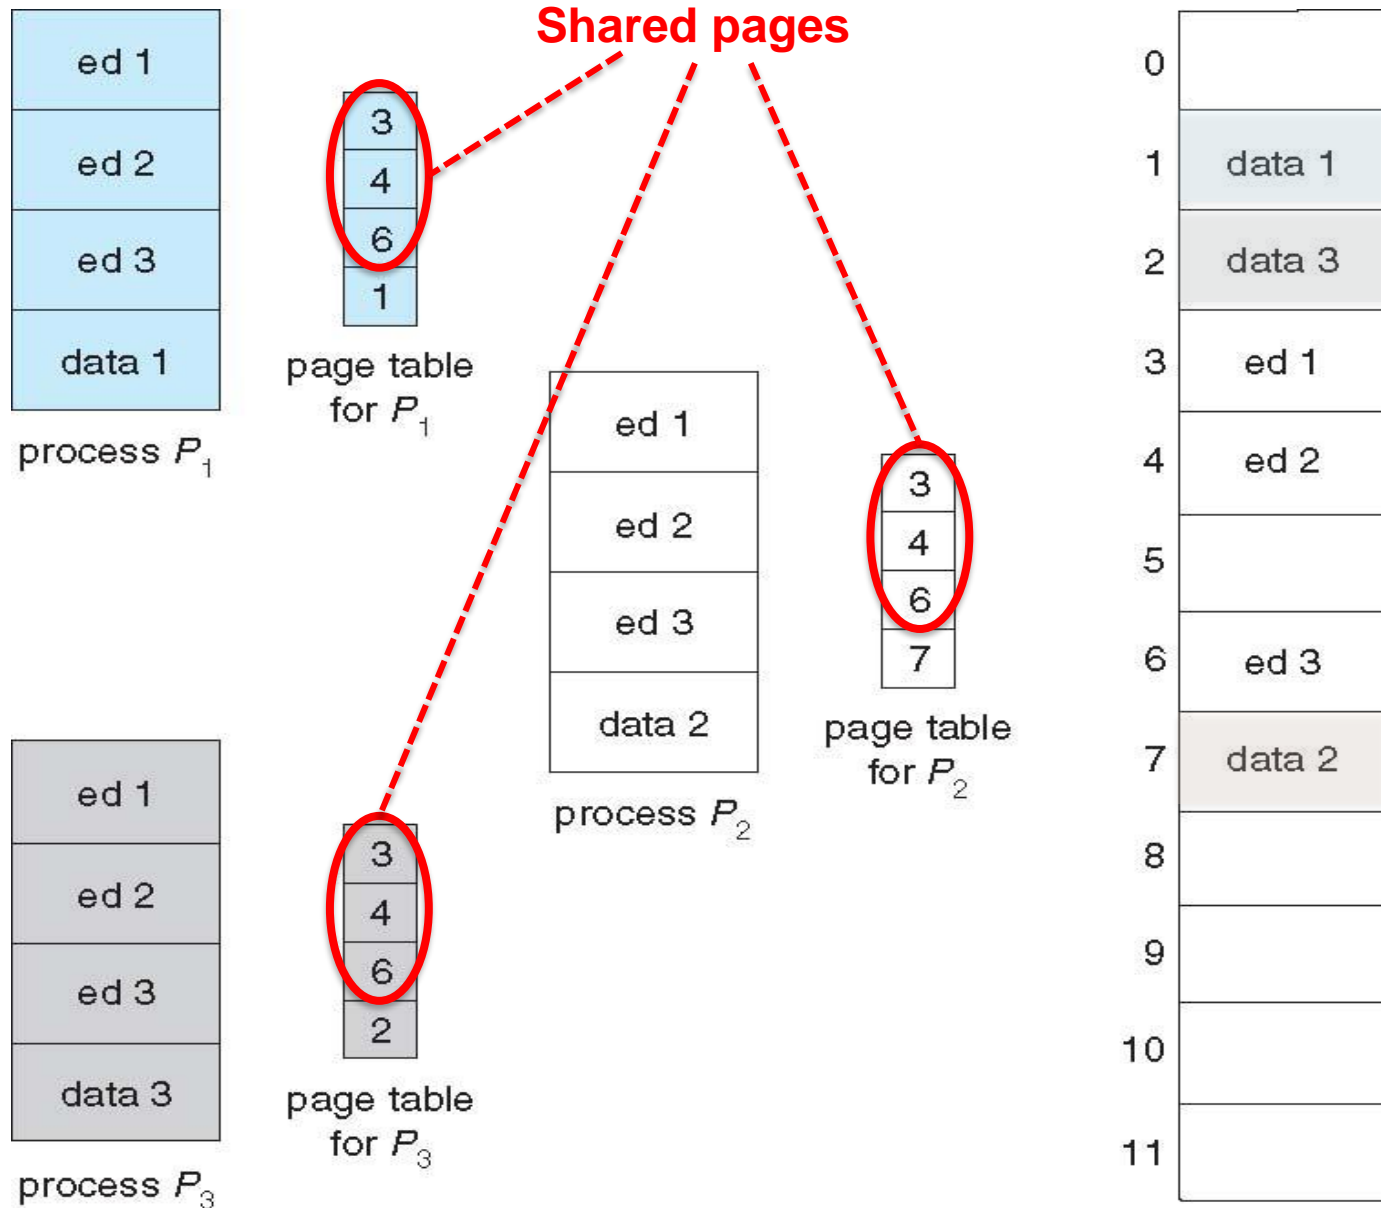 Shared pages
ed 1
ed 2
ed 3
data 1
process P1
3
4
6
1
page table
for P1
ed 1
ed 2
ed 3
data 2
process P2
3
4
6
7
page table
for P2
ed 1
ed 2
ed 3
data 3
process P3
3
4
6
2
page table
for P3
0
1 data 1
2 data 3
3 ed 1
4 ed 2
5
6 ed 3
7 data 2
8
9
10
11